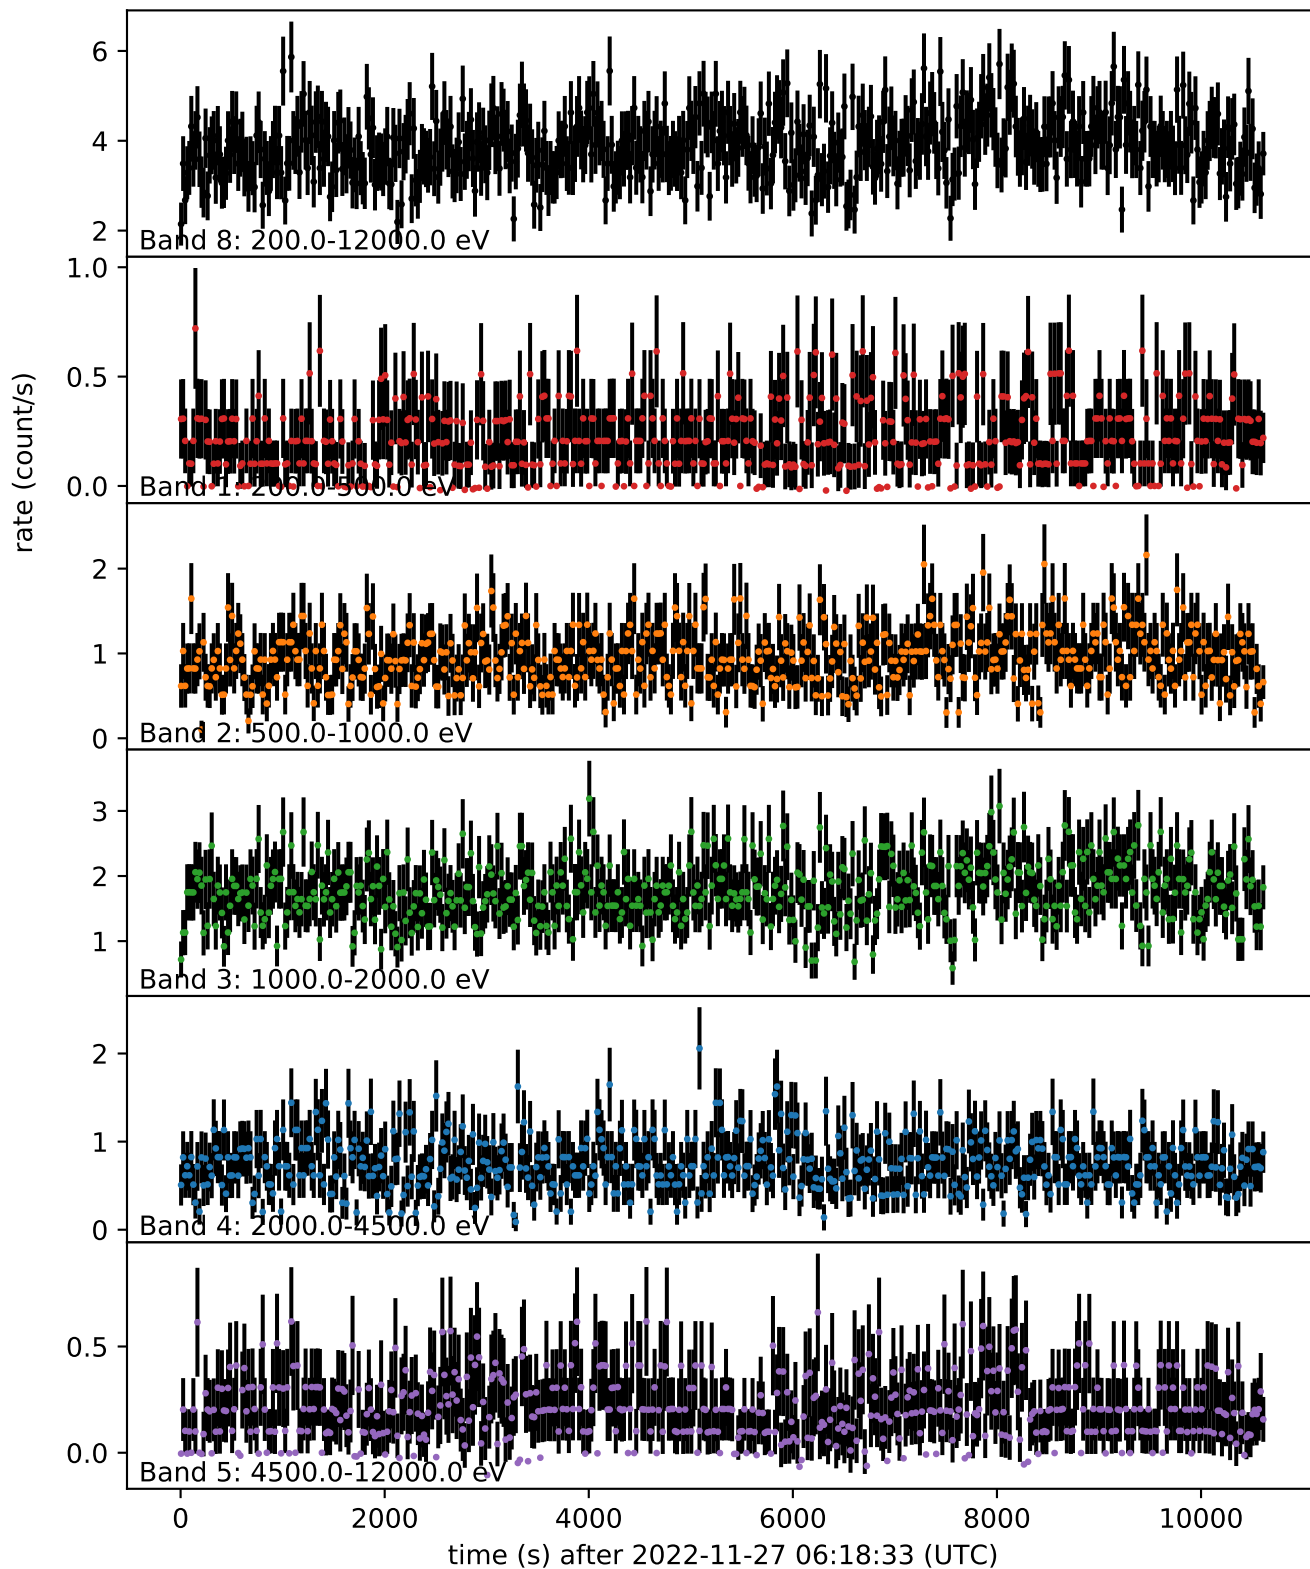 6
4
2
Band 8: 200.0-12000.0 eV
1.0
0.5
0.0
Band 1: 200.0-500.0 eV
rate (count/s)
2
1
0
Band 2: 500.0-1000.0 eV
3
2
1
Band 3: 1000.0-2000.0 eV
2
1
0
Band 4: 2000.0-4500.0 eV
0.5
0.0
Band 5: 4500.0-12000.0 eV
0 2000 4000 6000 8000 10000
time (s) after 2022-11-27 06:18:33 (UTC)